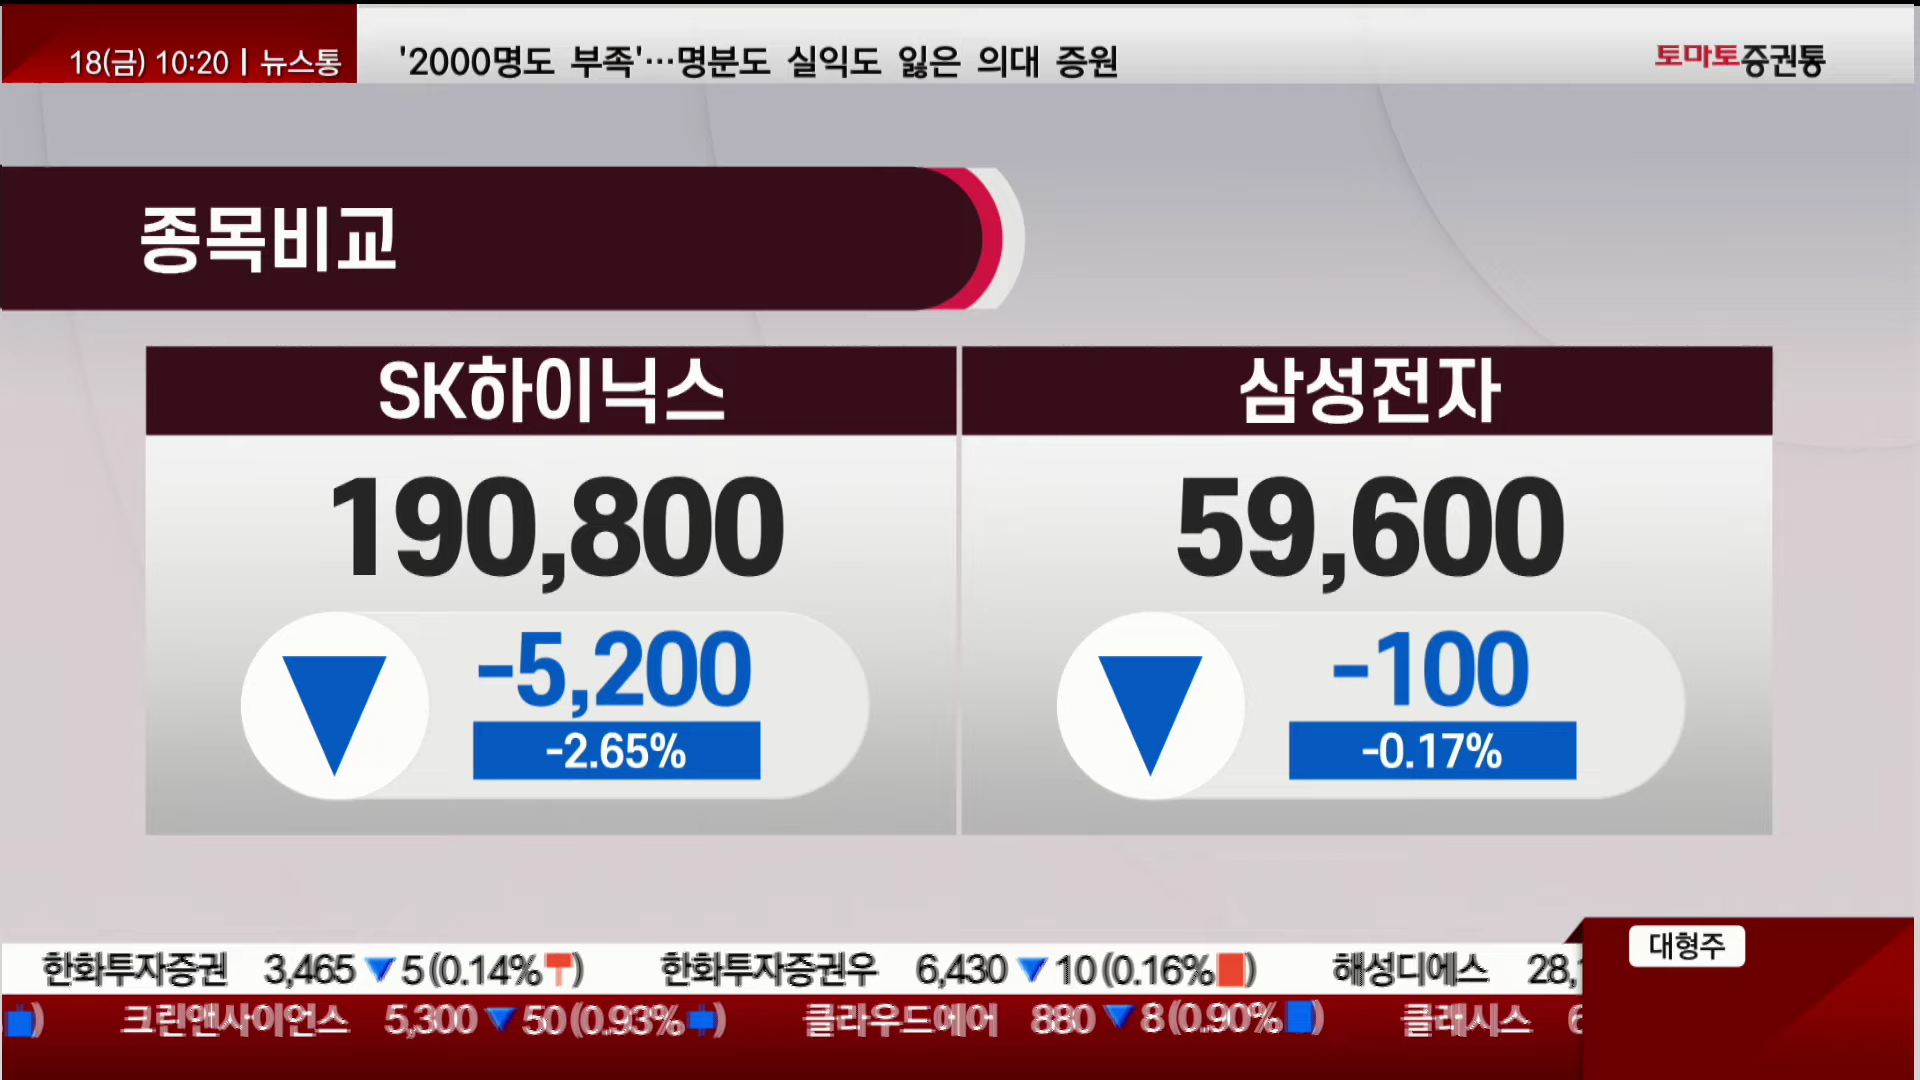 18(금) 10:20 | 뉴스통
'2000명도 부족'…명분도 실익도 잃은 의대 증원
토마토증권통
종목비교
SK하이닉스
190,800
▼ -5,200
-2.65%
삼성전자
59,600
▼ -100
-0.17%
대형주
한화투자증권 3,465 ▼ 5 (0.14%) 한화투자증권우 6,430 ▼ 10 (0.16%) 해성디에스 28,
) 크린앤사이언스 5,300 ▼ 50 (0.93%) 클라우드에어 880 ▼ 8 (0.90%) 클래시스 6